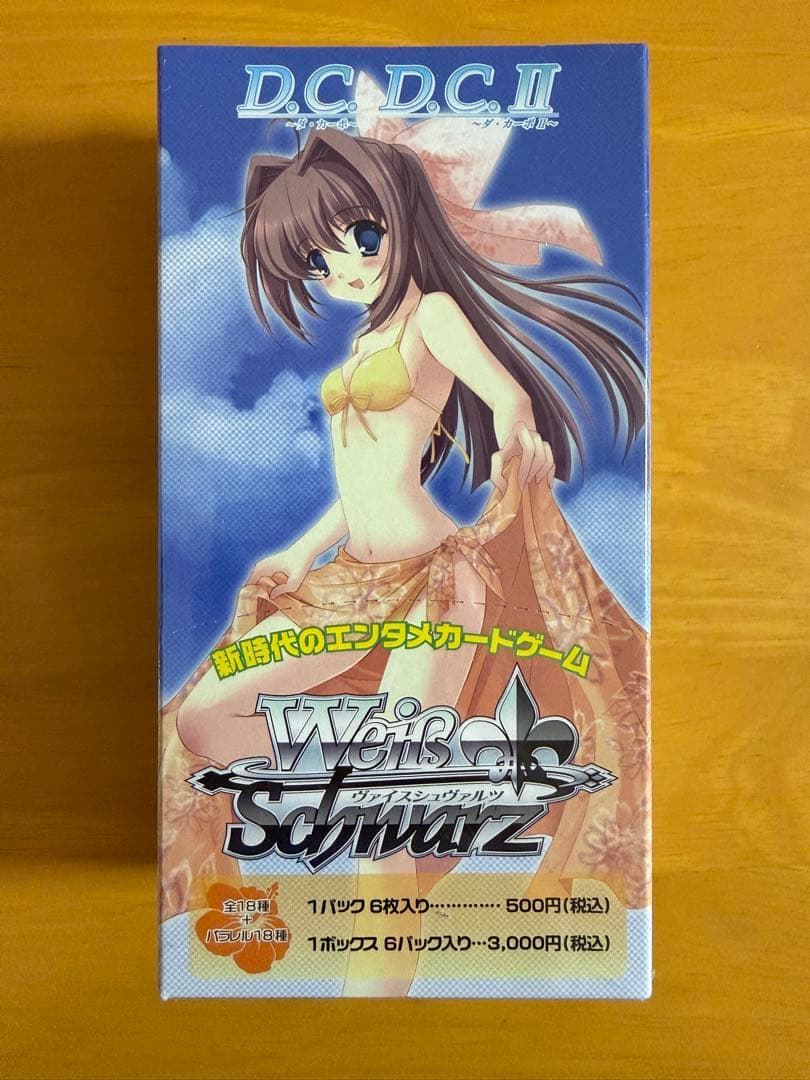 D.C. D.C.II
～ダ・カーポ～ ～ダ・カーポⅡ～
新時代のエンタメカードゲーム
Weiß
ヴァイスシュヴァルツ
Schwarz
全18種
+
パラレル18種
1パック 6枚入り………… 500円(税込)
1ボックス 6パック入り…3,000円(税込)